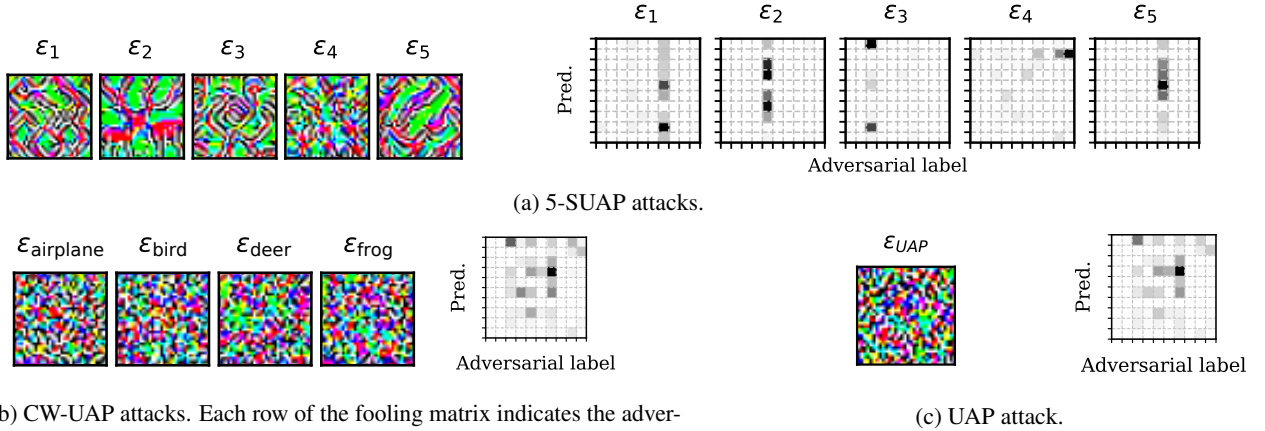 ε1 ε2 ε3 ε4 ε5
ε1 ε2 ε3 ε4 ε5
Pred.
Adversarial label
(a) 5-SUAP attacks.
εairplane εbird εdeer εfrog
Pred.
Adversarial label
εUAP
Pred.
Adversarial label
b) CW-UAP attacks. Each row of the fooling matrix indicates the adver-
(c) UAP attack.